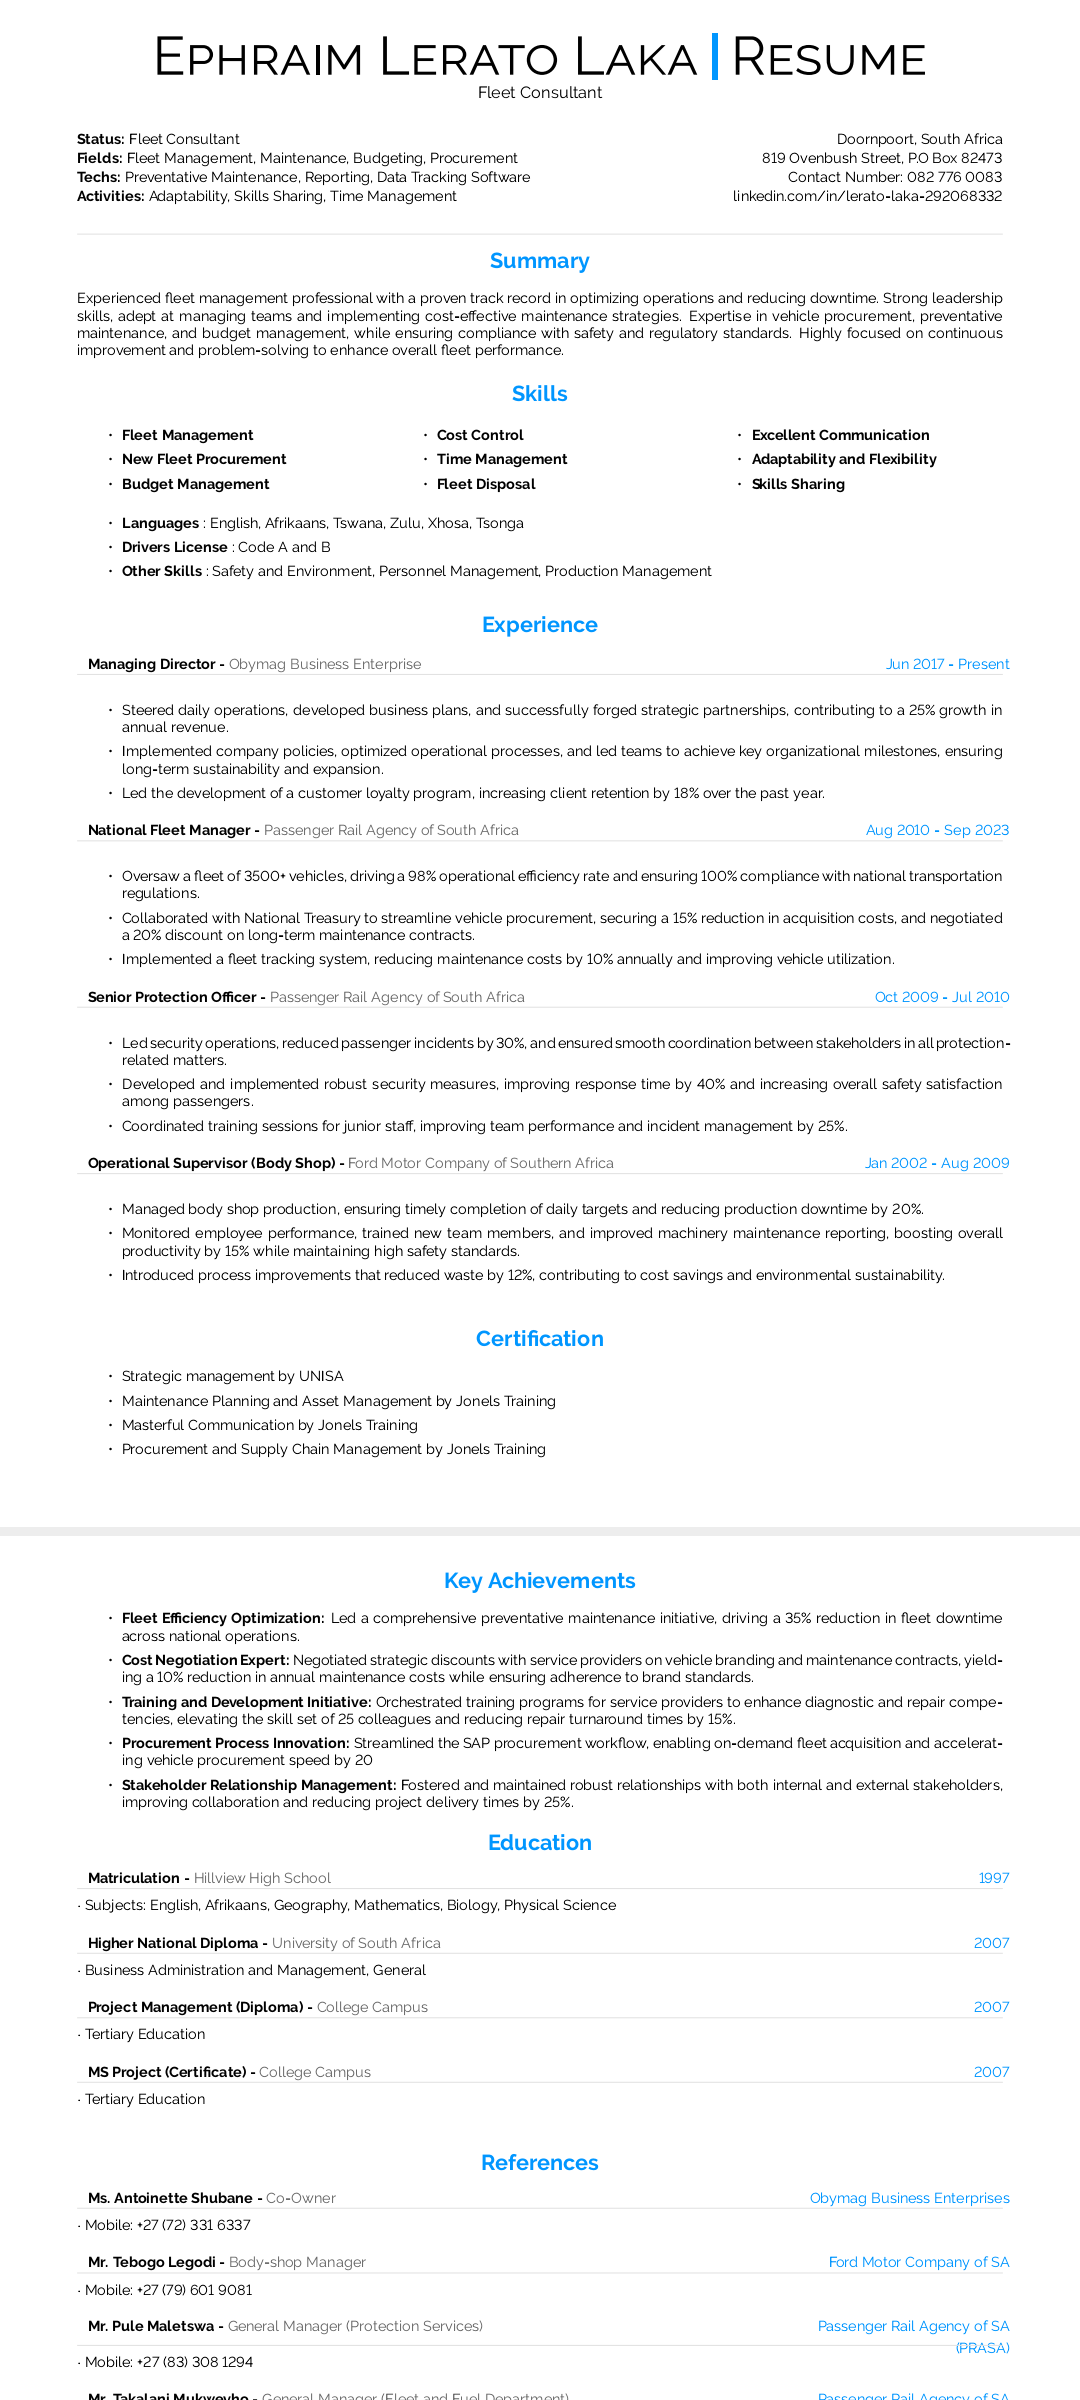 Ephraim Lerato Laka | Resume
Fleet Consultant
Status: Fleet Consultant
Fields: Fleet Management, Maintenance, Budgeting, Procurement
Techs: Preventative Maintenance, Reporting, Data Tracking Software
Activities: Adaptability, Skills Sharing, Time Management
Doornpoort, South Africa
819 Ovenbush Street, P.O Box 82473
Contact Number: 082 776 0083
linkedin.com/in/lerato-laka-292068332
Summary
Experienced fleet management professional with a proven track record in optimizing operations and reducing downtime. Strong leadership
skills, adept at managing teams and implementing cost-effective maintenance strategies. Expertise in vehicle procurement, preventative
maintenance, and budget management, while ensuring compliance with safety and regulatory standards. Highly focused on continuous
improvement and problem-solving to enhance overall fleet performance.
Skills
· Fleet Management
· New Fleet Procurement
· Budget Management
· Cost Control
· Time Management
· Fleet Disposal
· Excellent Communication
· Adaptability and Flexibility
· Skills Sharing
· Languages : English, Afrikaans, Tswana, Zulu, Xhosa, Tsonga
· Drivers License : Code A and B
· Other Skills : Safety and Environment, Personnel Management, Production Management
Experience
Managing Director - Obymag Business Enterprise Jun 2017 - Present
· Steered daily operations, developed business plans, and successfully forged strategic partnerships, contributing to a 25% growth in
annual revenue.
· Implemented company policies, optimized operational processes, and led teams to achieve key organizational milestones, ensuring
long-term sustainability and expansion.
· Led the development of a customer loyalty program, increasing client retention by 18% over the past year.
National Fleet Manager - Passenger Rail Agency of South Africa Aug 2010 - Sep 2023
· Oversaw a fleet of 3500+ vehicles, driving a 98% operational efficiency rate and ensuring 100% compliance with national transportation
regulations.
· Collaborated with National Treasury to streamline vehicle procurement, securing a 15% reduction in acquisition costs, and negotiated
a 20% discount on long-term maintenance contracts.
· Implemented a fleet tracking system, reducing maintenance costs by 10% annually and improving vehicle utilization.
Senior Protection Officer - Passenger Rail Agency of South Africa Oct 2009 - Jul 2010
· Led security operations, reduced passenger incidents by 30%, and ensured smooth coordination between stakeholders in all protection-
related matters.
· Developed and implemented robust security measures, improving response time by 40% and increasing overall safety satisfaction
among passengers.
· Coordinated training sessions for junior staff, improving team performance and incident management by 25%.
Operational Supervisor (Body Shop) - Ford Motor Company of Southern Africa Jan 2002 - Aug 2009
· Managed body shop production, ensuring timely completion of daily targets and reducing production downtime by 20%.
· Monitored employee performance, trained new team members, and improved machinery maintenance reporting, boosting overall
productivity by 15% while maintaining high safety standards.
· Introduced process improvements that reduced waste by 12%, contributing to cost savings and environmental sustainability.
Certification
· Strategic management by UNISA
· Maintenance Planning and Asset Management by Jonels Training
· Masterful Communication by Jonels Training
· Procurement and Supply Chain Management by Jonels Training
Key Achievements
· Fleet Efficiency Optimization: Led a comprehensive preventative maintenance initiative, driving a 35% reduction in fleet downtime
across national operations.
· Cost Negotiation Expert: Negotiated strategic discounts with service providers on vehicle branding and maintenance contracts, yield-
ing a 10% reduction in annual maintenance costs while ensuring adherence to brand standards.
· Training and Development Initiative: Orchestrated training programs for service providers to enhance diagnostic and repair compe-
tencies, elevating the skill set of 25 colleagues and reducing repair turnaround times by 15%.
· Procurement Process Innovation: Streamlined the SAP procurement workflow, enabling on-demand fleet acquisition and accelerat-
ing vehicle procurement speed by 20
· Stakeholder Relationship Management: Fostered and maintained robust relationships with both internal and external stakeholders,
improving collaboration and reducing project delivery times by 25%.
Education
Matriculation - Hillview High School 1997
· Subjects: English, Afrikaans, Geography, Mathematics, Biology, Physical Science
Higher National Diploma - University of South Africa 2007
· Business Administration and Management, General
Project Management (Diploma) - College Campus 2007
· Tertiary Education
MS Project (Certificate) - College Campus 2007
· Tertiary Education
References
Ms. Antoinette Shubane - Co-Owner Obymag Business Enterprises
· Mobile: +27 (72) 331 6337
Mr. Tebogo Legodi - Body-shop Manager Ford Motor Company of SA
· Mobile: +27 (79) 601 9081
Mr. Pule Maletswa - General Manager (Protection Services) Passenger Rail Agency of SA
(PRASA)
· Mobile: +27 (83) 308 1294
Mr. Takalani Mukwevho - General Manager (Fleet and Fuel Department) Passenger Rail Agency of SA